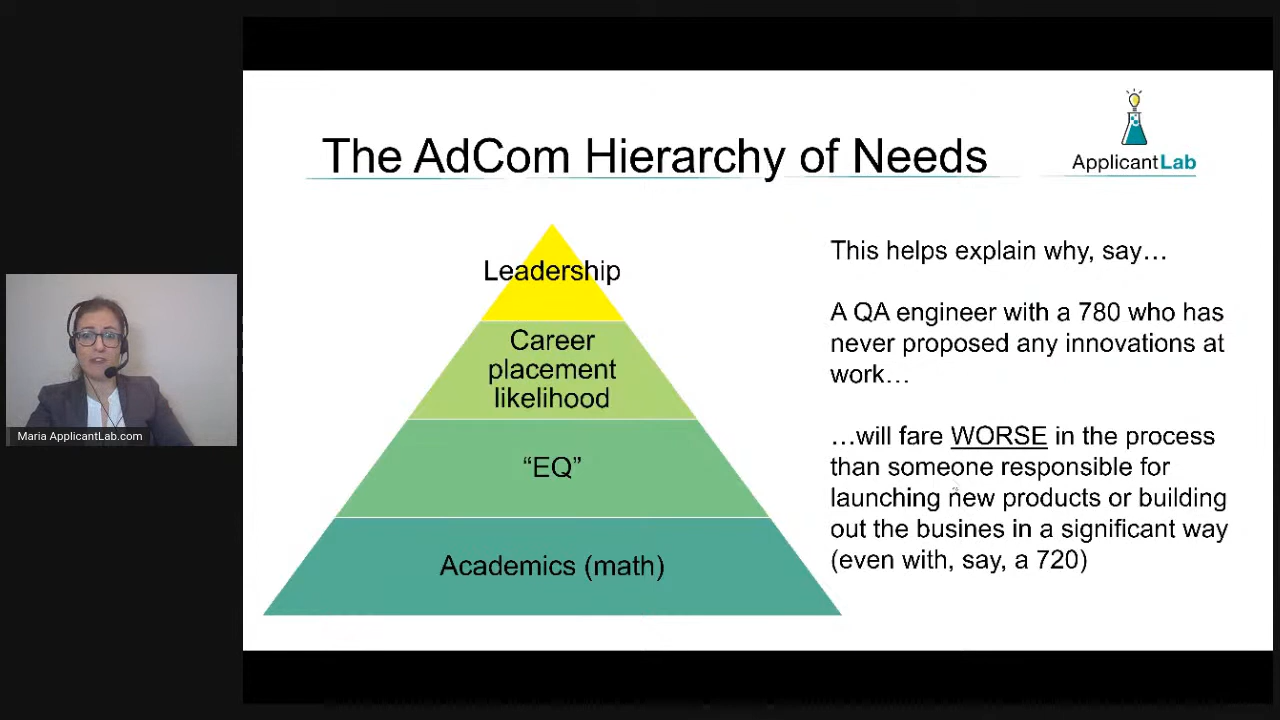 The AdCom Hierarchy of Needs
ApplicantLab
Leadership
Career
placement
likelihood
“EQ”
Academics (math)
This helps explain why, say…
A QA engineer with a 780 who has
never proposed any innovations at
work…
…will fare WORSE in the process
than someone responsible for
launching new products or building
out the busines in a significant way
(even with, say, a 720)
Maria ApplicantLab.com